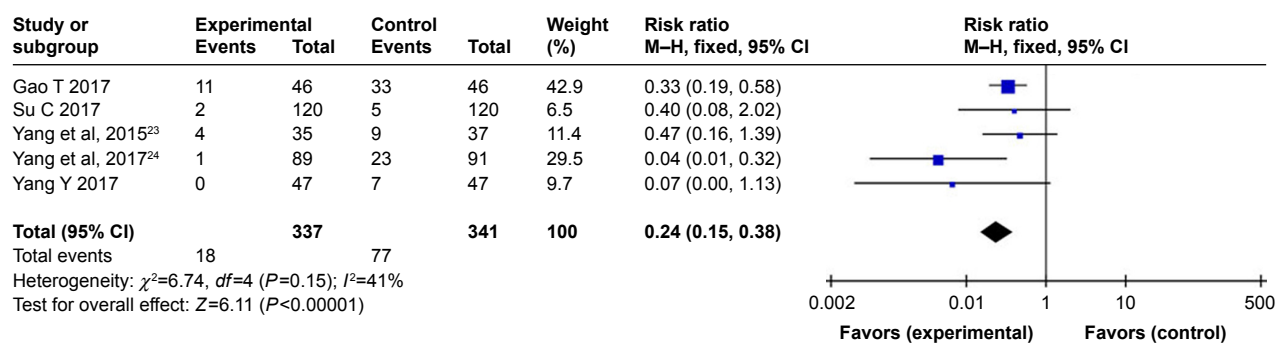 Study or Experimental Control Weight Risk ratio Risk ratio
subgroup Events Total Events Total (%) M–H, fixed, 95% CI M–H, fixed, 95% CI
Gao T 2017 11 46 33 46 42.9 0.33 (0.19, 0.58)
Su C 2017 2 120 5 120 6.5 0.40 (0.08, 2.02)
Yang et al, 2015²³ 4 35 9 37 11.4 0.47 (0.16, 1.39)
Yang et al, 2017²⁴ 1 89 23 91 29.5 0.04 (0.01, 0.32)
Yang Y 2017 0 47 7 47 9.7 0.07 (0.00, 1.13)
Total (95% CI) 337 341 100 0.24 (0.15, 0.38)
Total events 18 77
Heterogeneity: χ²=6.74, df=4 (P=0.15); I²=41%
Test for overall effect: Z=6.11 (P<0.00001)
0.002 0.01 1 10 500
Favors (experimental) Favors (control)